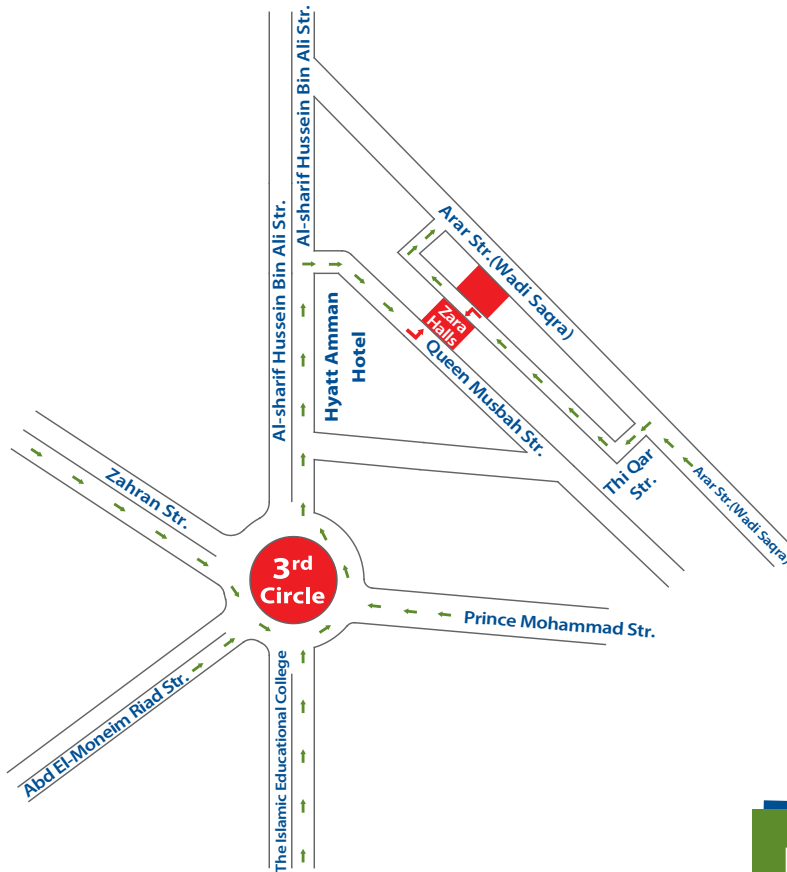 Al-sharif Hussein Bin Ali Str.
Al-sharif Hussein Bin Ali Str.
Arar Str.(Wadi Saqra)
Zara
Halls
Hyatt Amman
Hotel
Queen Musbah Str.
Thi Qar
Str.
Arar Str.(Wadi Saqra)
Zahran Str.
3rd
Circle
Prince Mohammad Str.
Abd El-Moneim Riad Str.
The Islamic Educational College